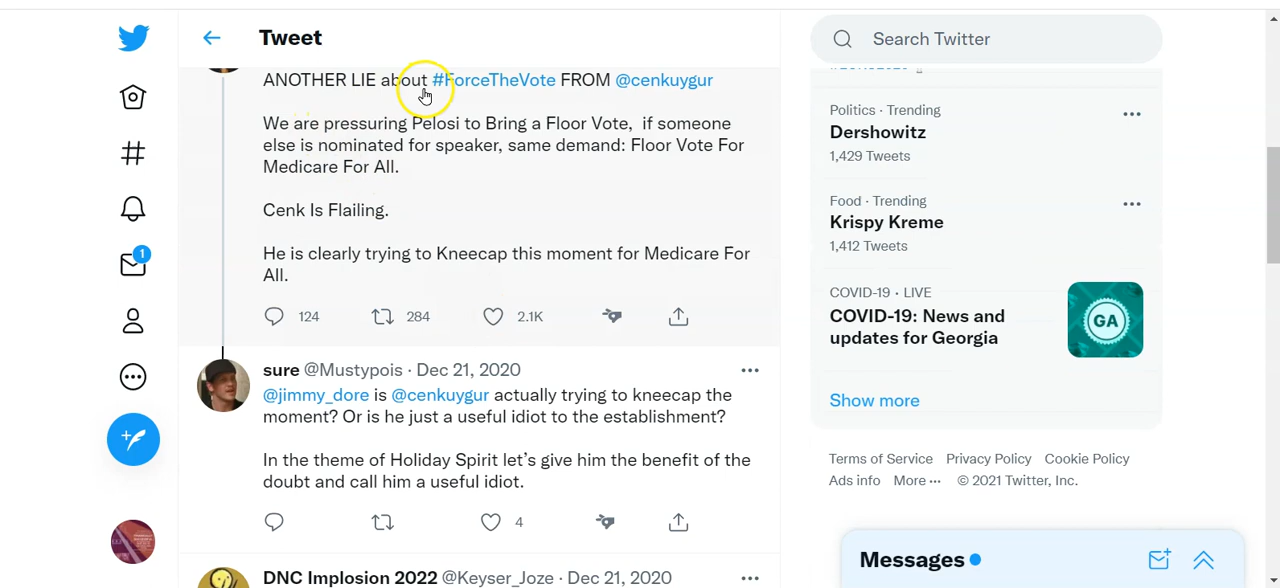 Tweet
Search Twitter
ANOTHER LIE about #ForceTheVote FROM @cenkuygur
We are pressuring Pelosi to Bring a Floor Vote, if someone
else is nominated for speaker, same demand: Floor Vote For
Medicare For All.
Cenk Is Flailing.
He is clearly trying to Kneecap this moment for Medicare For
All.
124 284 2.1K
sure @Mustypois · Dec 21, 2020
@jimmy_dore is @cenkuygur actually trying to kneecap the
moment? Or is he just a useful idiot to the establishment?
In the theme of Holiday Spirit let's give him the benefit of the
doubt and call him a useful idiot.
4
DNC Implosion 2022 @Keyser_Joze · Dec 21, 2020
1
Politics · Trending
Dershowitz
1,429 Tweets
Food · Trending
Krispy Kreme
1,412 Tweets
COVID-19 · LIVE
COVID-19: News and
updates for Georgia
GA
Show more
Terms of Service Privacy Policy Cookie Policy
Ads info More ··· © 2021 Twitter, Inc.
Messages